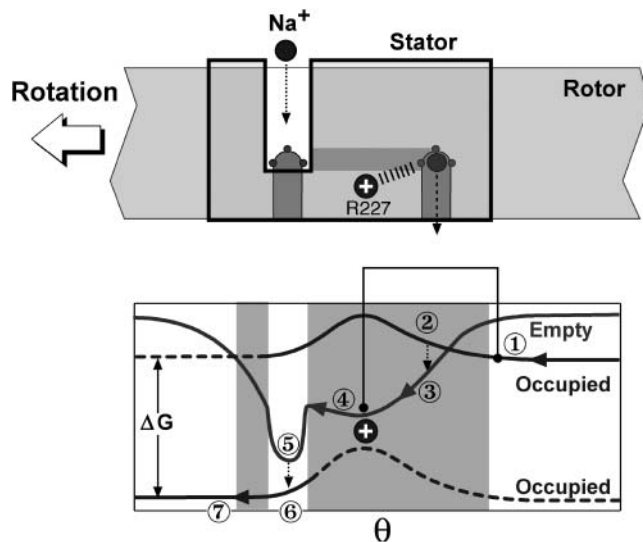 Na+
Stator
Rotation
Rotor
+
R227
② ① Empty
③ Occupied
④
+
ΔG
⑤
Occupied
⑦ ⑥
θ